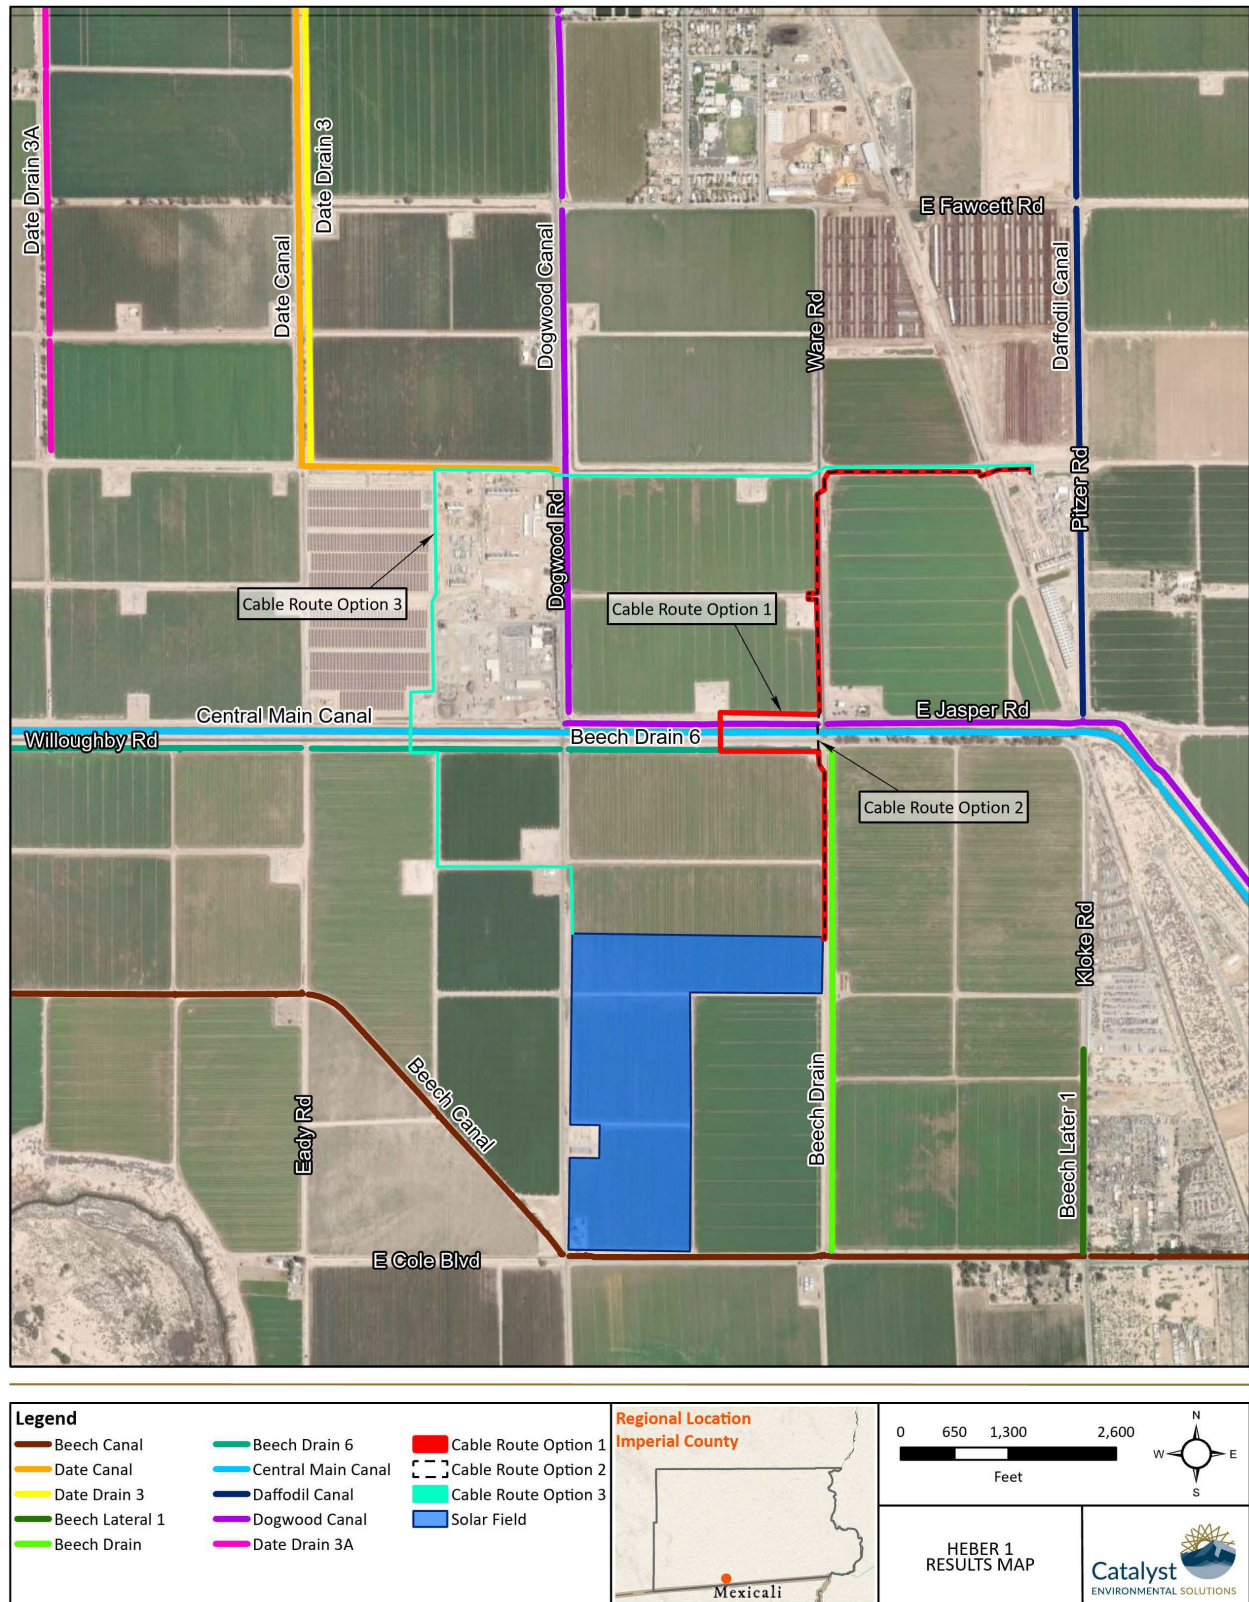 Date Drain 3A
Date Drain 3
Date Canal
Dogwood Canal
E Fawcett Rd
Ware Rd
Daffodil Canal
Pitzer Rd
Dogwood Rd
Cable Route Option 3
Cable Route Option 1
Central Main Canal
E Jasper Rd
Willoughby Rd
Beech Drain 6
Cable Route Option 2
Kloke Rd
Beech Canal
Eady Rd
Beech Drain
Beech Later 1
E Cole Blvd
Legend
Beech Canal
Date Canal
Date Drain 3
Beech Lateral 1
Beech Drain
Beech Drain 6
Central Main Canal
Daffodil Canal
Dogwood Canal
Date Drain 3A
Cable Route Option 1
Cable Route Option 2
Cable Route Option 3
Solar Field
Regional Location
Imperial County
Mexicali
0 650 1,300 2,600
Feet
N
W E
S
HEBER 1
RESULTS MAP
Catalyst
ENVIRONMENTAL SOLUTIONS